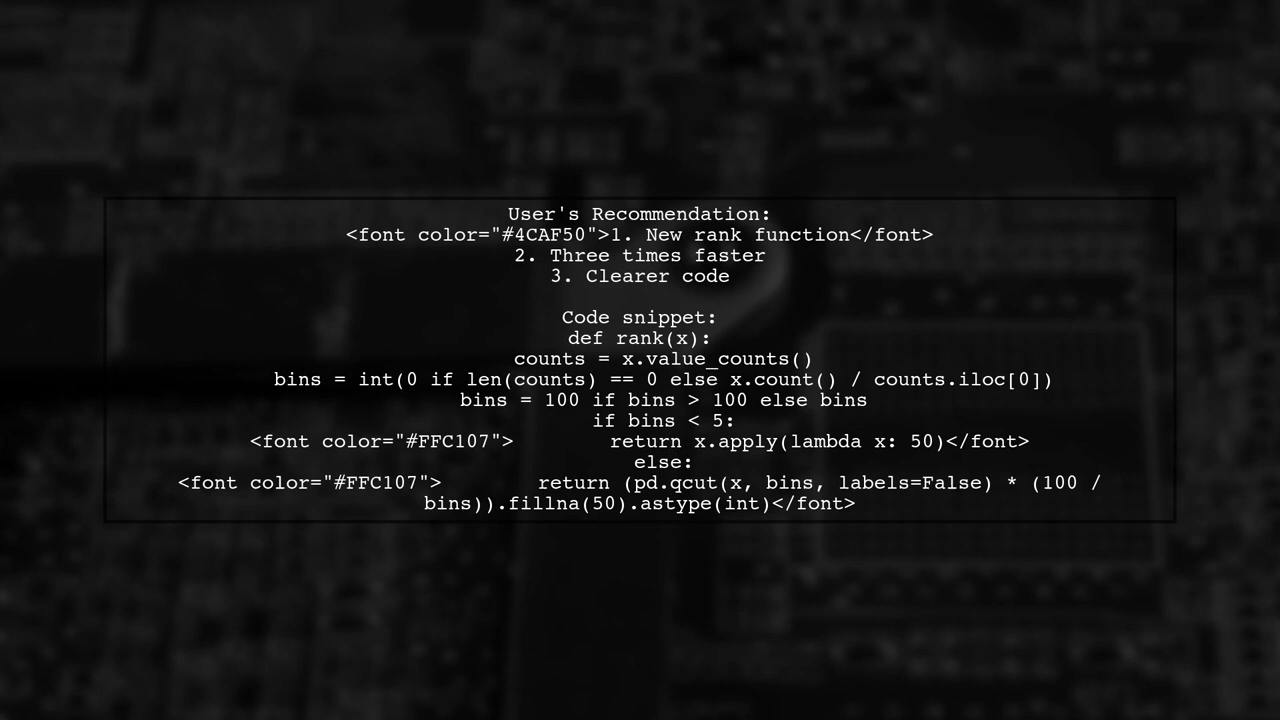 User's Recommendation:
<font color="#4CAF50">1. New rank function</font>
2. Three times faster
3. Clearer code
Code snippet:
def rank(x):
counts = x.value_counts()
bins = int(0 if len(counts) == 0 else x.count() / counts.iloc[0])
bins = 100 if bins > 100 else bins
if bins < 5:
<font color="#FFC107">        return x.apply(lambda x: 50)</font>
else:
<font color="#FFC107">        return (pd.qcut(x, bins, labels=False) * (100 /
bins)).fillna(50).astype(int)</font>